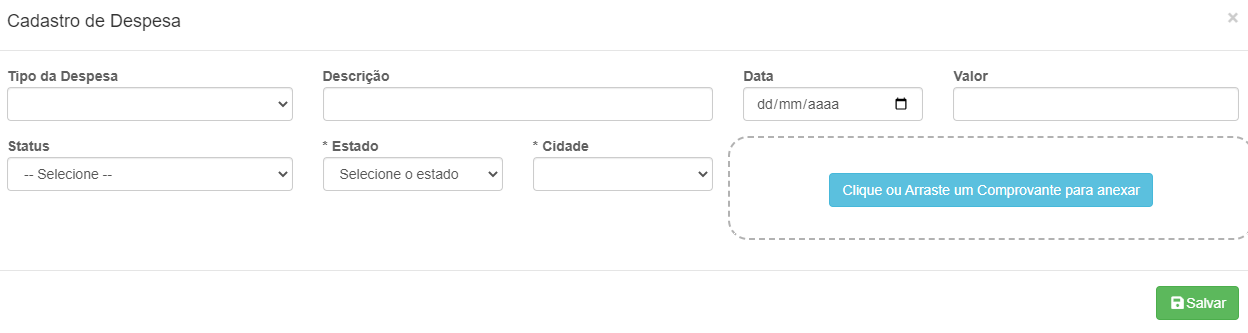 Cadastro de Despesa ×
Tipo da Despesa Descrição Data Valor
dd/mm/aaaa
Status * Estado * Cidade
-- Selecione -- Selecione o estado
Clique ou Arraste um Comprovante para anexar
Salvar